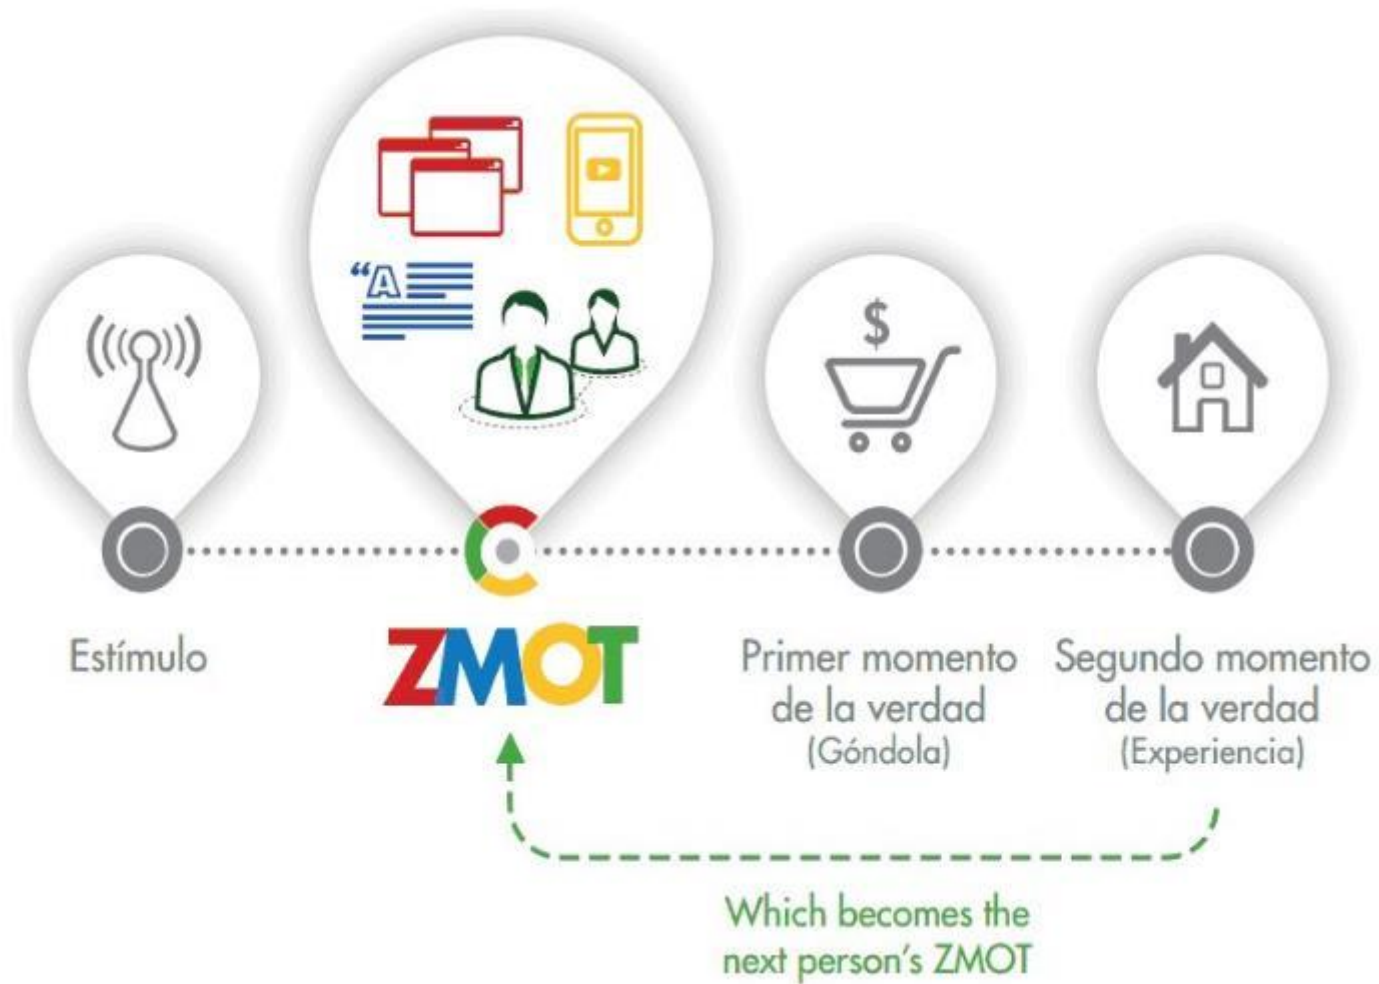 $
“A
Estímulo
ZMOT
Primer momento
de la verdad
(Góndola)
Segundo momento
de la verdad
(Experiencia)
Which becomes the
next person's ZMOT